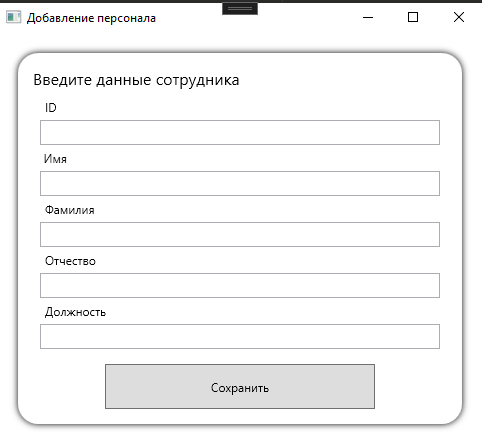 Добавление персонала
Введите данные сотрудника
ID
Имя
Фамилия
Отчество
Должность
Сохранить